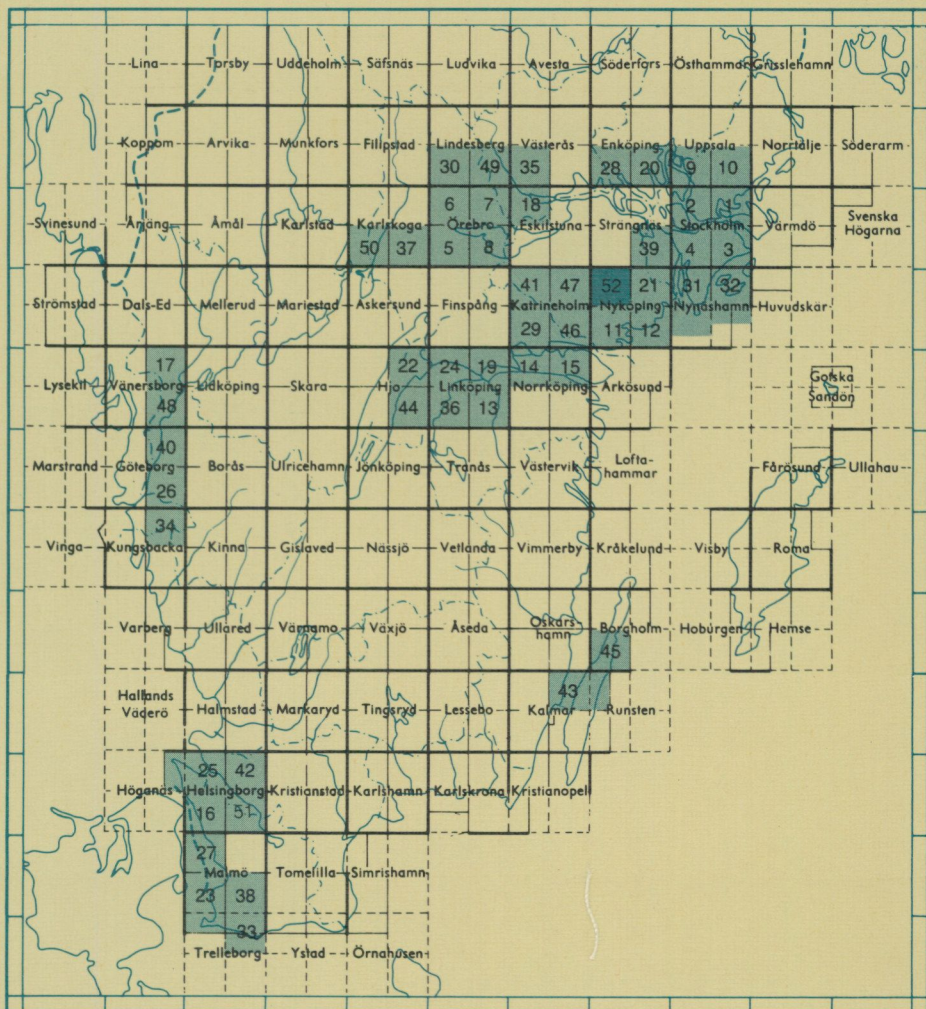 Lina Torsby Uddeholm Säfsnäs Ludvika Avesta Söderfors Östhammar Grisslehamn
Koppom Arvika Munkfors Filipstad Lindesberg Västerås Enköping Uppsala Norrtälje Söderarm
30 49 35 28 20 9 10
6 7 18 2 1
Svinesund Årjäng Åmål Karlstad Karlskoga Örebro Eskilstuna Strängnäs Stockholm Värmdö Svenska
Högarna
50 37 5 8 39 4 3
41 47 52 21 31 32
Strömstad Dals-Ed Mellerud Mariestad Askersund Finspång Katrineholm Nyköping Nynäshamn Huvudskär
29 46 11 12
17 22 24 19 14 15
Lysekil Vänersborg Lidköping Skara Hjo Linköping Norrköping Arkösund Gotska
Sandön
48 44 36 13
40
Marstrand Göteborg Borås Ulricehamn Jönköping Tranås Västervik Lofta-
hammar Fårösund Ullahau
26
34
Vinga Kungsbacka Kinna Gislaved Nässjö Vetlanda Vimmerby Kråkelund Visby Roma
Varberg Ullared Värnamo Växjö Åseda Oskars
hamn Borgholm Hoburgen Hemse
45
Hallands
Väderö Halmstad Markaryd Tingsryd Lessebo Kalmar Runsten
43
25 42
Höganäs Helsingborg Kristianstad Karlshamn Karlskrona Kristianopel
16 51
27
Malmö Tomelilla Simrishamn
23 38
33
Trelleborg Ystad Örnahusen